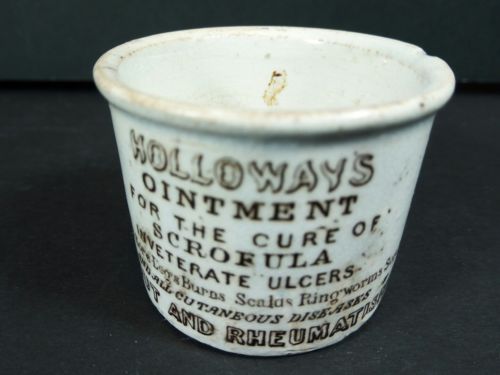 HOLLOWAYS
OINTMENT
FOR THE CURE OF
SCROFULA
INVETERATE ULCERS
Legs Burns Scalds Ringworms
AND ALL CUTANEOUS DISEASES
AND RHEUMATISM